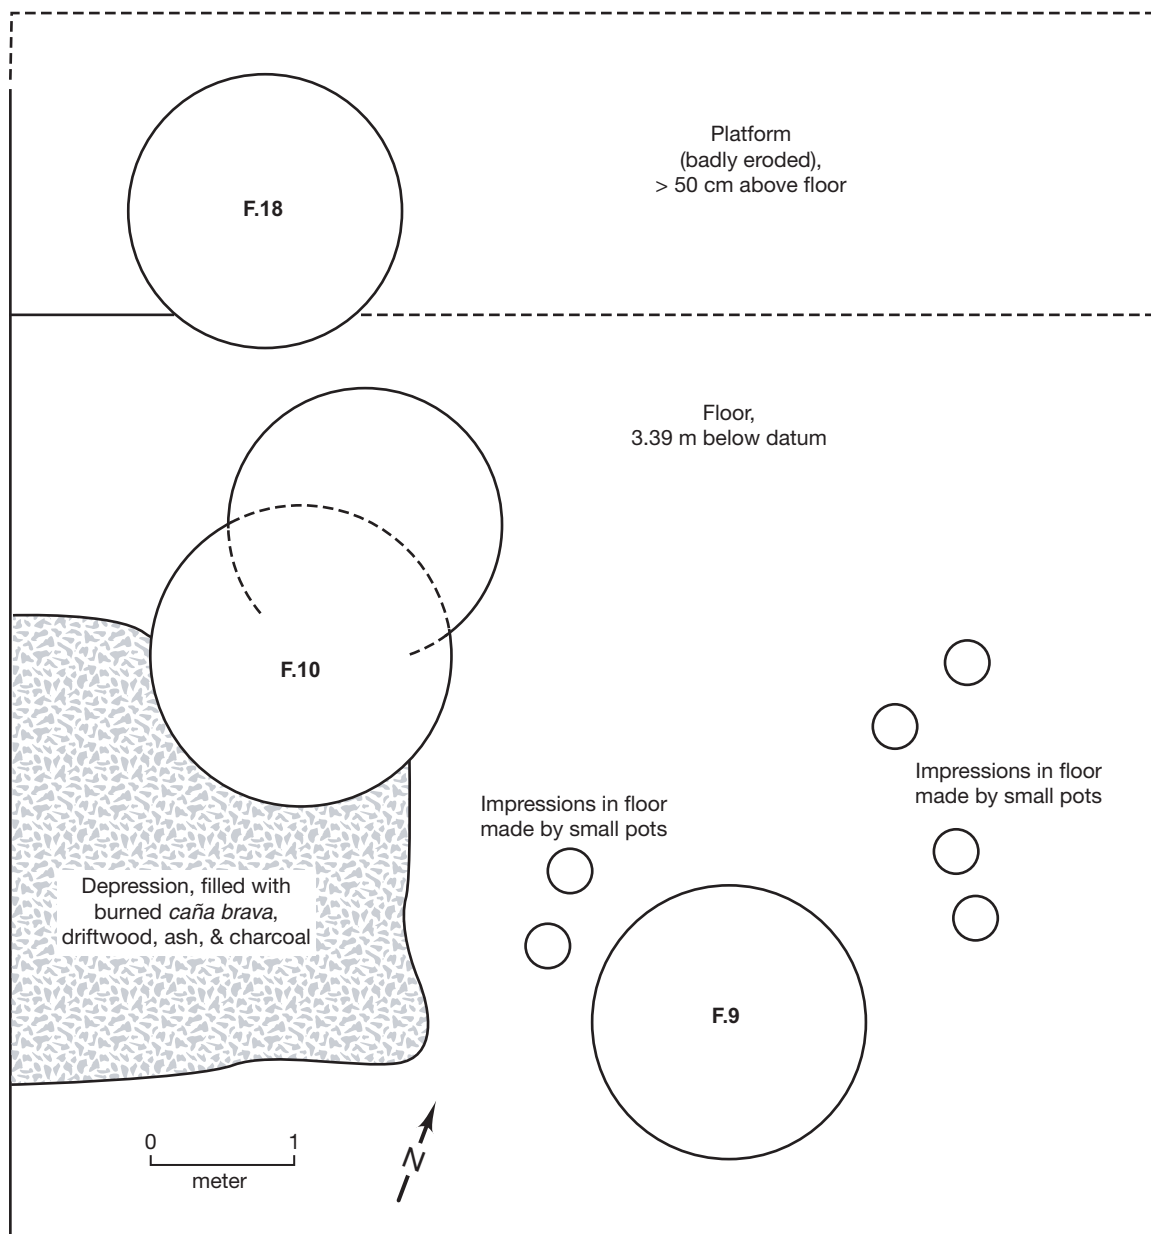 Platform
(badly eroded),
> 50 cm above floor
F.18
Floor,
3.39 m below datum
F.10
Impressions in floor
made by small pots
Impressions in floor
made by small pots
Depression, filled with
burned caña brava,
driftwood, ash, & charcoal
F.9
0 1
meter
N